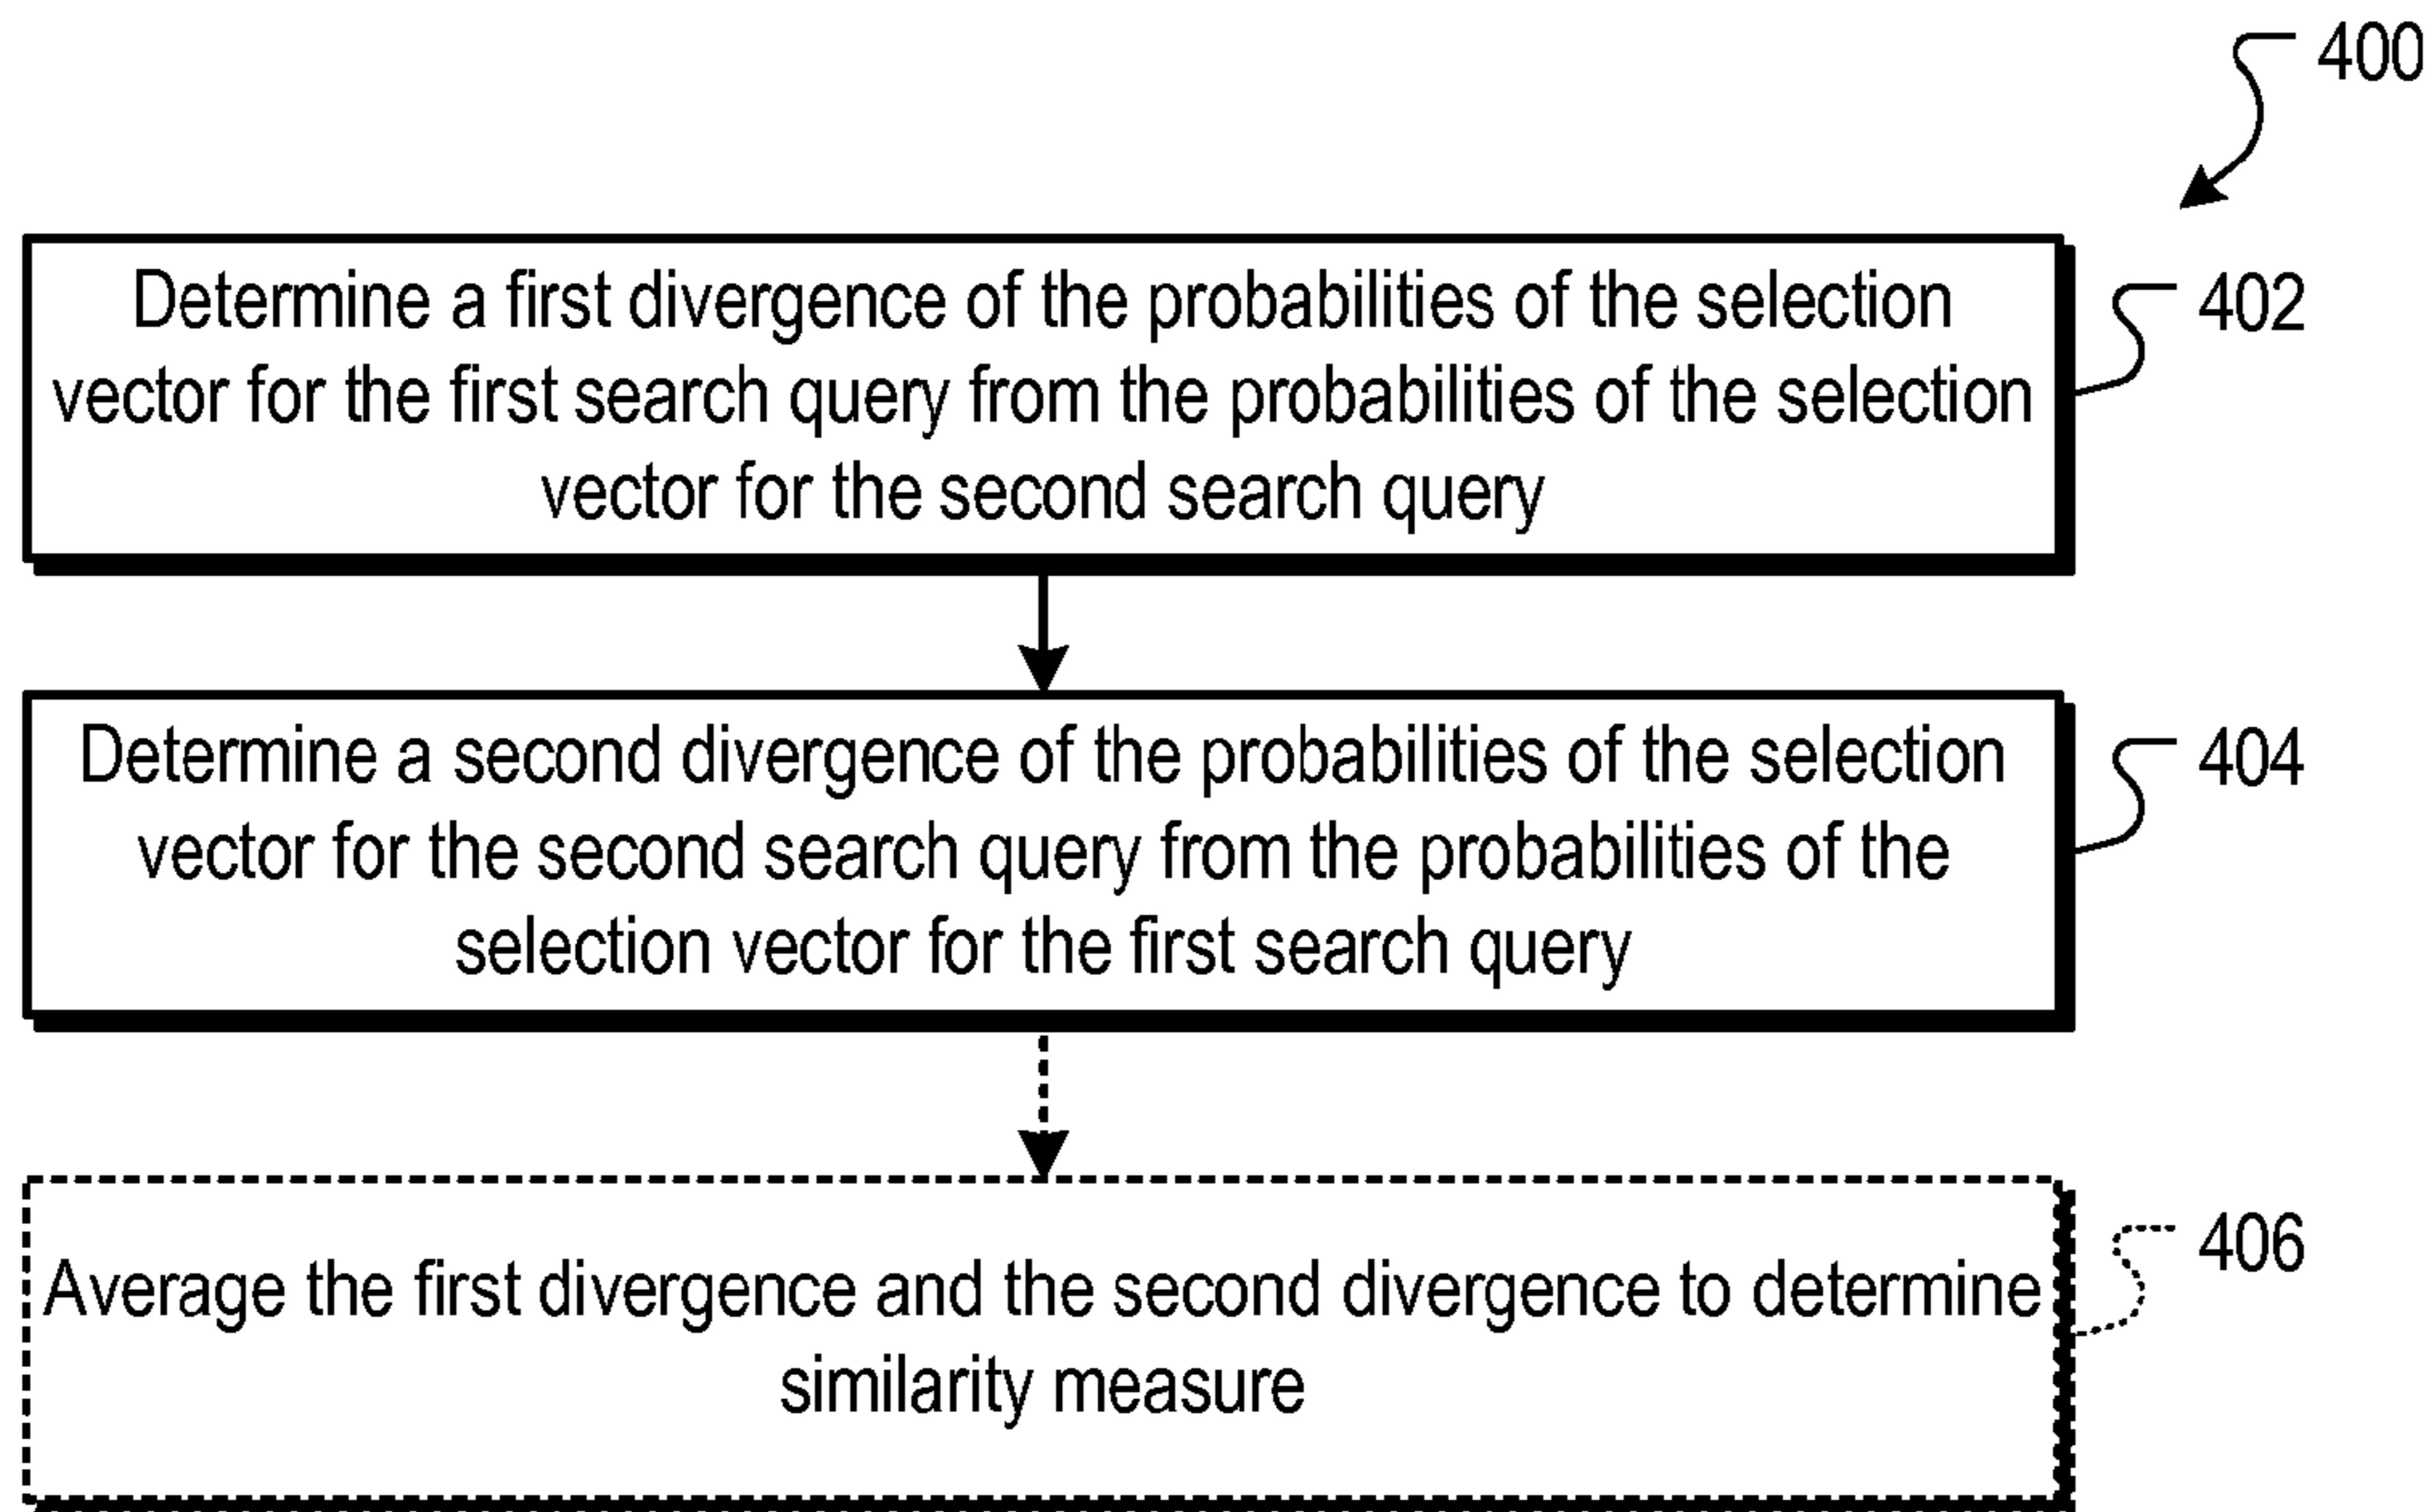 400
Determine a first divergence of the probabilities of the selection
vector for the first search query from the probabilities of the selection
vector for the second search query
402
Determine a second divergence of the probabilities of the selection
vector for the second search query from the probabilities of the
selection vector for the first search query
404
Average the first divergence and the second divergence to determine
similarity measure
406